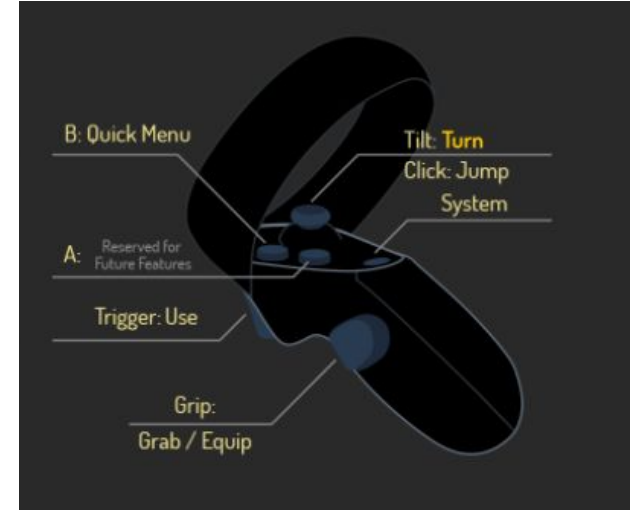 B: Quick Menu
Tilt: Turn
Click: Jump
System
A: Reserved for
Future Features
Trigger: Use
Grip:
Grab / Equip